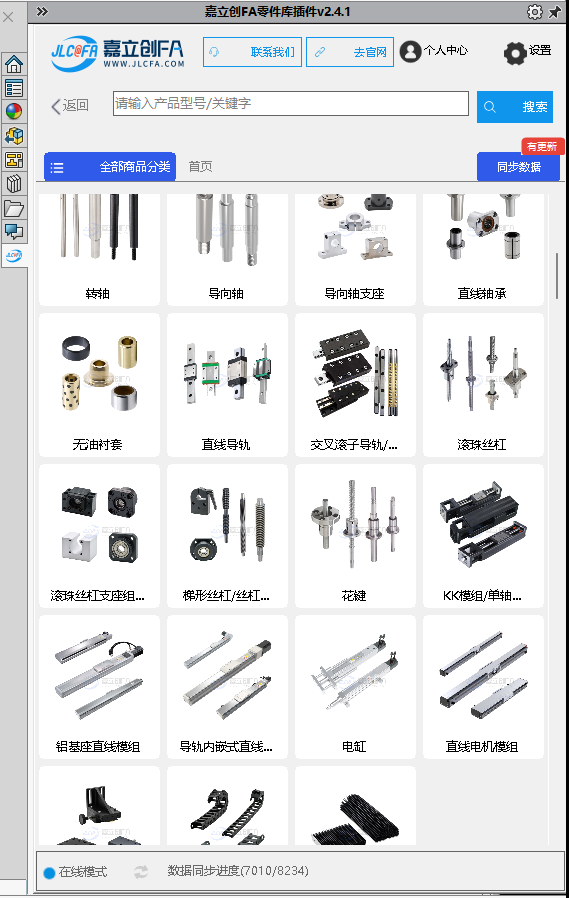 嘉立创FA零件库插件v2.4.1
JLCFA 嘉立创FA
WWW.JLCFA.COM
联系我们 去官网 个人中心 设置
返回 请输入产品型号/关键字 搜索
有更新
全部商品分类 首页 同步数据
转轴 导向轴 导向轴支座 直线轴承
无油衬套 直线导轨 交叉滚子导轨/... 滚珠丝杠
滚珠丝杠支座组... 梯形丝杠/丝杠... 花键 KK模组/单轴...
铝基座直线模组 导轨内嵌式直线... 电缸 直线电机模组
在线模式 数据同步进度(7010/8234)